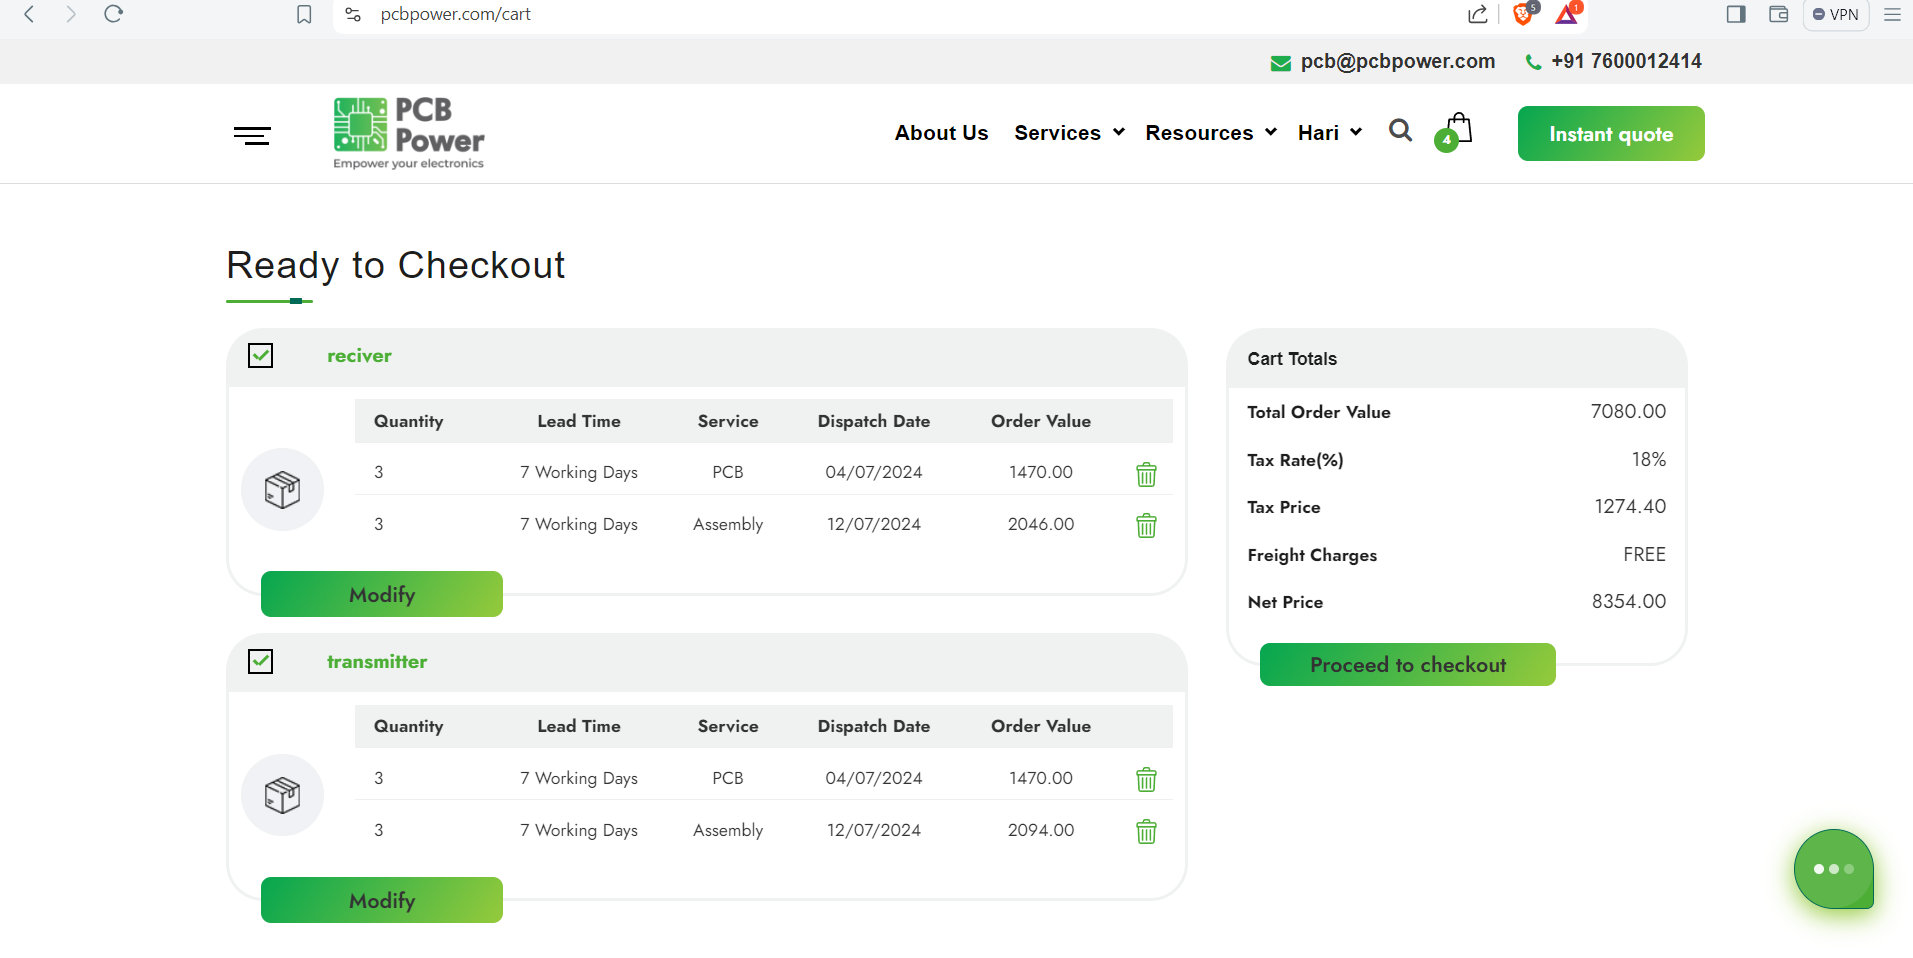 pcbpower.com/cart
5
1
VPN
pcb@pcbpower.com +91 7600012414
PCB
Power
Empower your electronics
About Us Services Resources Hari 4 Instant quote
Ready to Checkout
reciver
Quantity Lead Time Service Dispatch Date Order Value
3 7 Working Days PCB 04/07/2024 1470.00
3 7 Working Days Assembly 12/07/2024 2046.00
Modify
transmitter
Quantity Lead Time Service Dispatch Date Order Value
3 7 Working Days PCB 04/07/2024 1470.00
3 7 Working Days Assembly 12/07/2024 2094.00
Modify
Cart Totals
Total Order Value 7080.00
Tax Rate(%) 18%
Tax Price 1274.40
Freight Charges FREE
Net Price 8354.00
Proceed to checkout